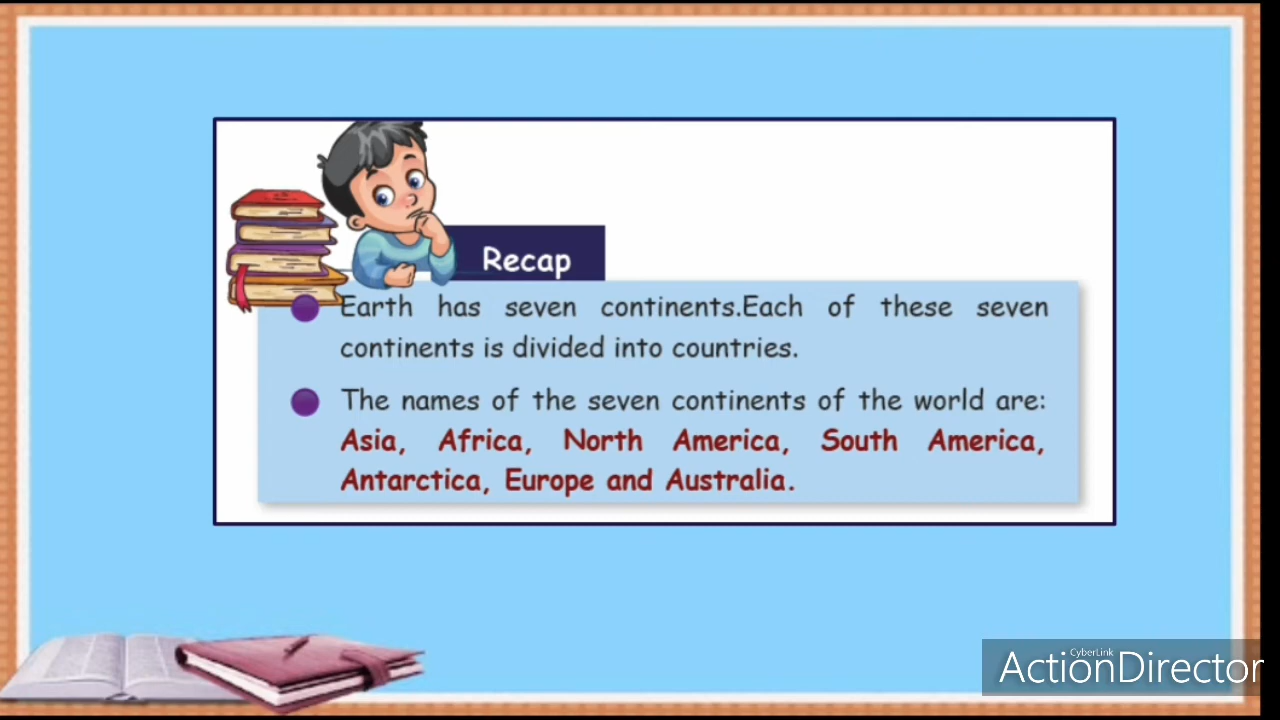 Recap
Earth has seven continents.Each of these seven
continents is divided into countries.
The names of the seven continents of the world are:
Asia, Africa, North America, South America,
Antarctica, Europe and Australia.
CyberLink
ActionDirector